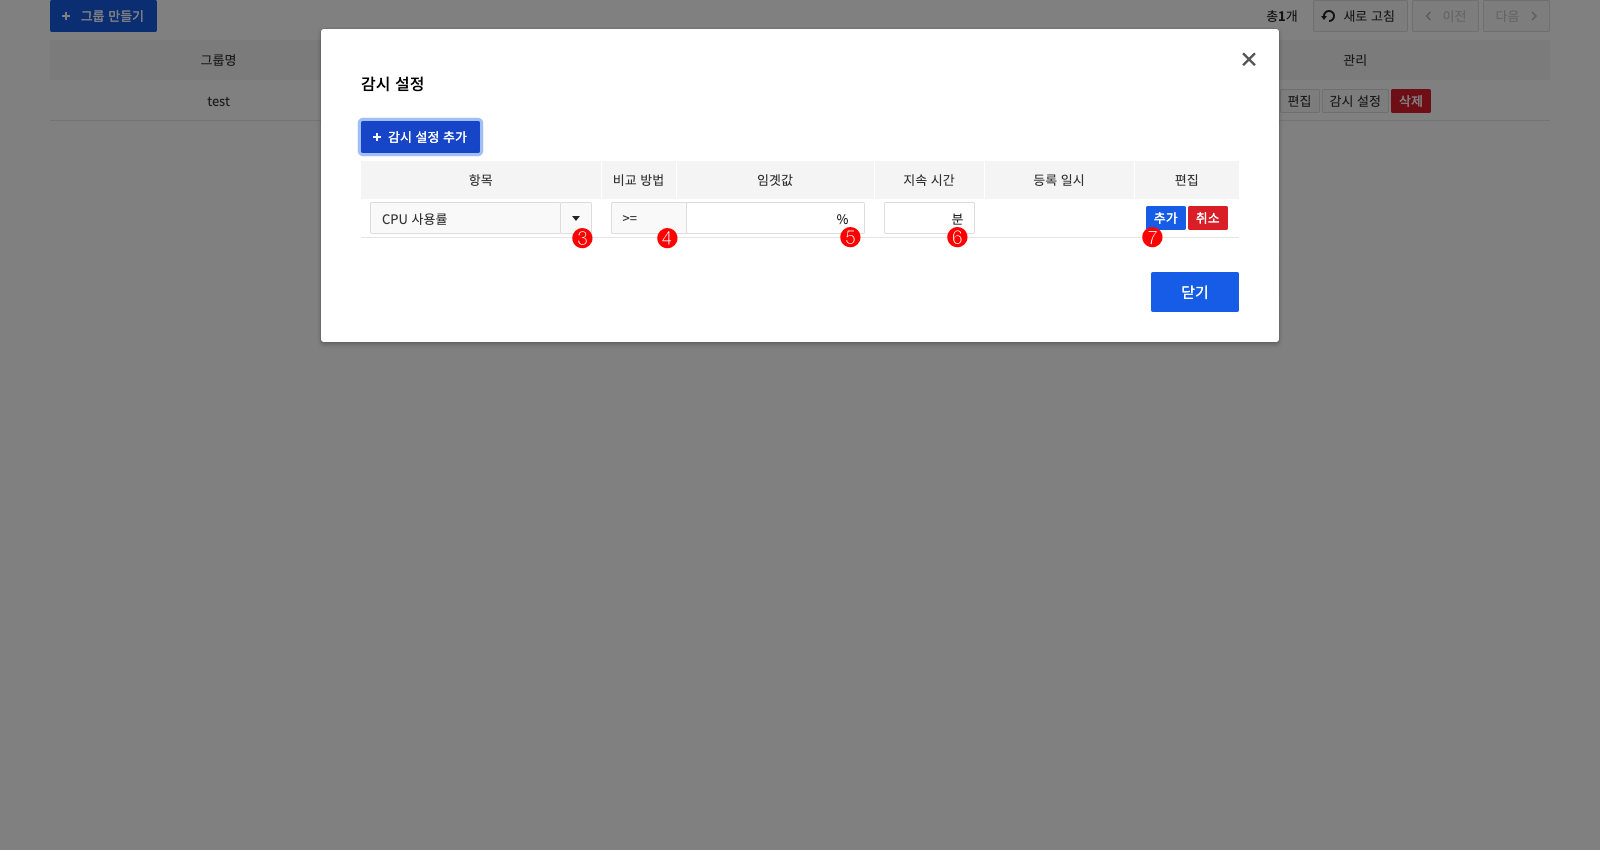 + 그룹 만들기
총1개 새로 고침 이전 다음
그룹명 관리
test 편집 감시 설정 삭제
감시 설정
+ 감시 설정 추가
항목 비교 방법 임곗값 지속 시간 등록 일시 편집
CPU 사용률 >= % 분 추가 취소
3 4 5 6 7
닫기